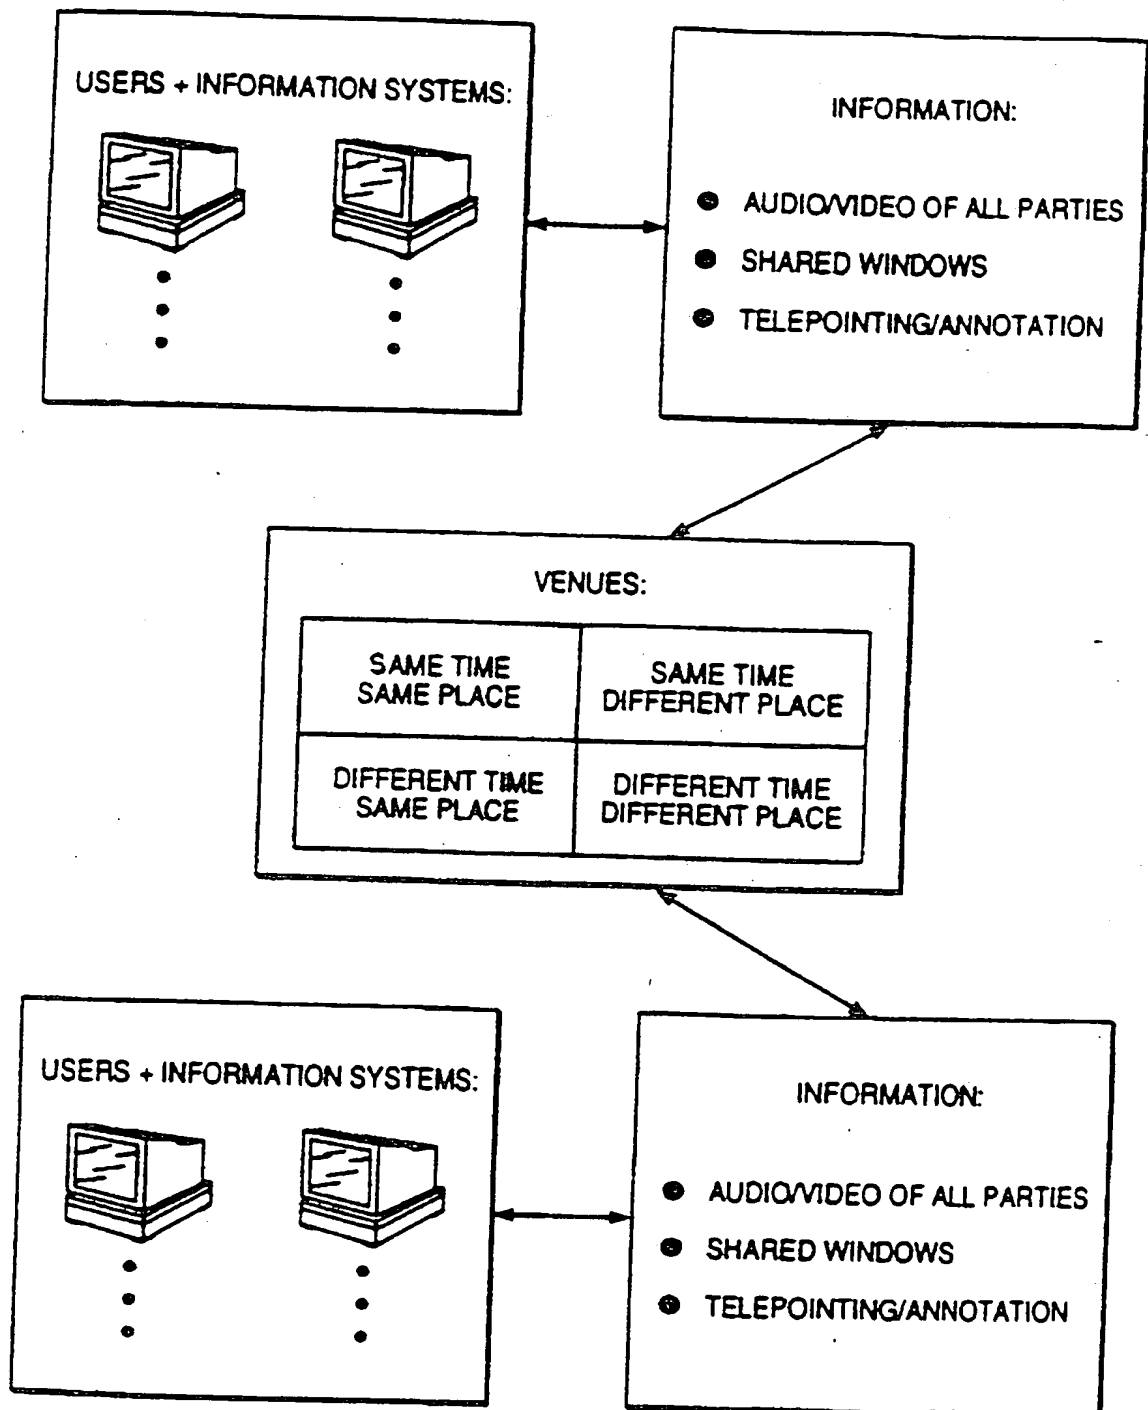 USERS + INFORMATION SYSTEMS:
INFORMATION:
● AUDIO/VIDEO OF ALL PARTIES
● SHARED WINDOWS
● TELEPOINTING/ANNOTATION
VENUES:
SAME TIME
SAME PLACE
SAME TIME
DIFFERENT PLACE
DIFFERENT TIME
SAME PLACE
DIFFERENT TIME
DIFFERENT PLACE
USERS + INFORMATION SYSTEMS:
INFORMATION:
● AUDIO/VIDEO OF ALL PARTIES
● SHARED WINDOWS
● TELEPOINTING/ANNOTATION